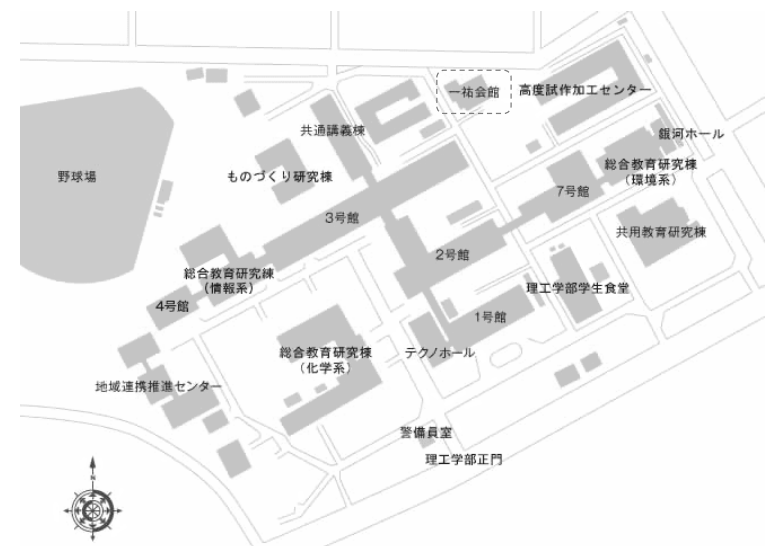 一祐会館
高度試作加工センター
共通講義棟
銀河ホール
ものづくり研究棟
野球場
総合教育研究棟
（環境系）
7号館
3号館
共用教育研究棟
2号館
総合教育研究棟
（情報系）
理工学部学生食堂
4号館
1号館
総合教育研究棟
（化学系）
テクノホール
地域連携推進センター
警備員室
理工学部正門
N